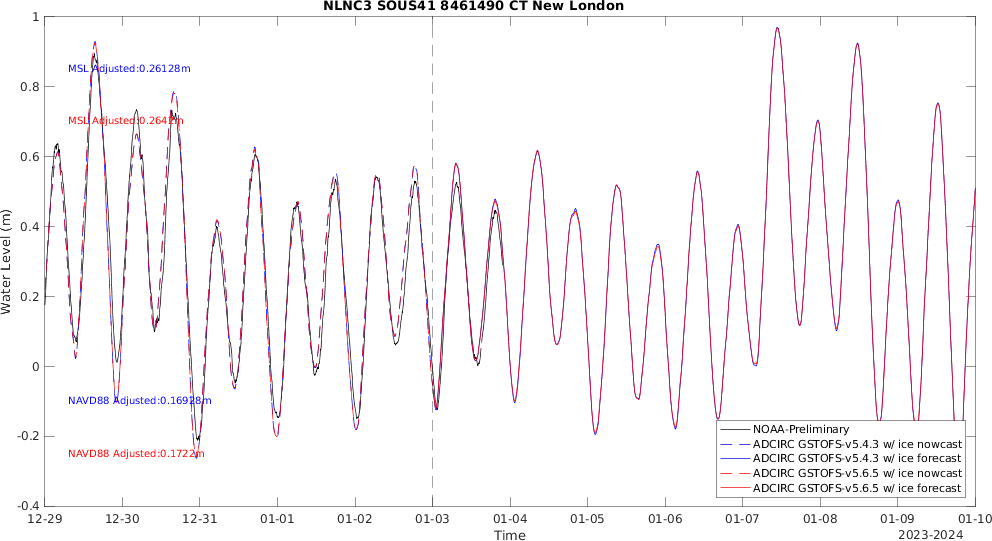 NLNC3 SOUS41 8461490 CT New London
1
0.8
0.6
0.4
0.2
0
-0.2
-0.4
Water Level (m)
MSL Adjusted:0.26128m
MSL Adjusted:0.2641
NAVD88 Adjusted:0.16928m
NAVD88 Adjusted:0.1722m
NOAA-Preliminary
ADCIRC GSTOFS-v5.4.3 w/ ice nowcast
ADCIRC GSTOFS-v5.4.3 w/ ice forecast
ADCIRC GSTOFS-v5.6.5 w/ ice nowcast
ADCIRC GSTOFS-v5.6.5 w/ ice forecast
12-29 12-30 12-31 01-01 01-02 01-03 01-04 01-05 01-06 01-07 01-08 01-09 01-10
Time
2023-2024